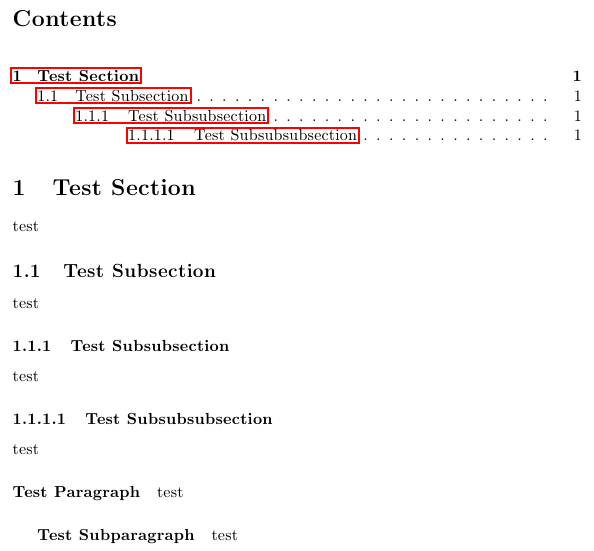 Contents
1 Test Section 1
1.1 Test Subsection . . . . . . . . . . . . . . . . . . . . . . . . . . . . 1
1.1.1 Test Subsubsection . . . . . . . . . . . . . . . . . . . . . . 1
1.1.1.1 Test Subsubsubsection . . . . . . . . . . . . . . . 1
1 Test Section
test
1.1 Test Subsection
test
1.1.1 Test Subsubsection
test
1.1.1.1 Test Subsubsubsection
test
Test Paragraph test
Test Subparagraph test